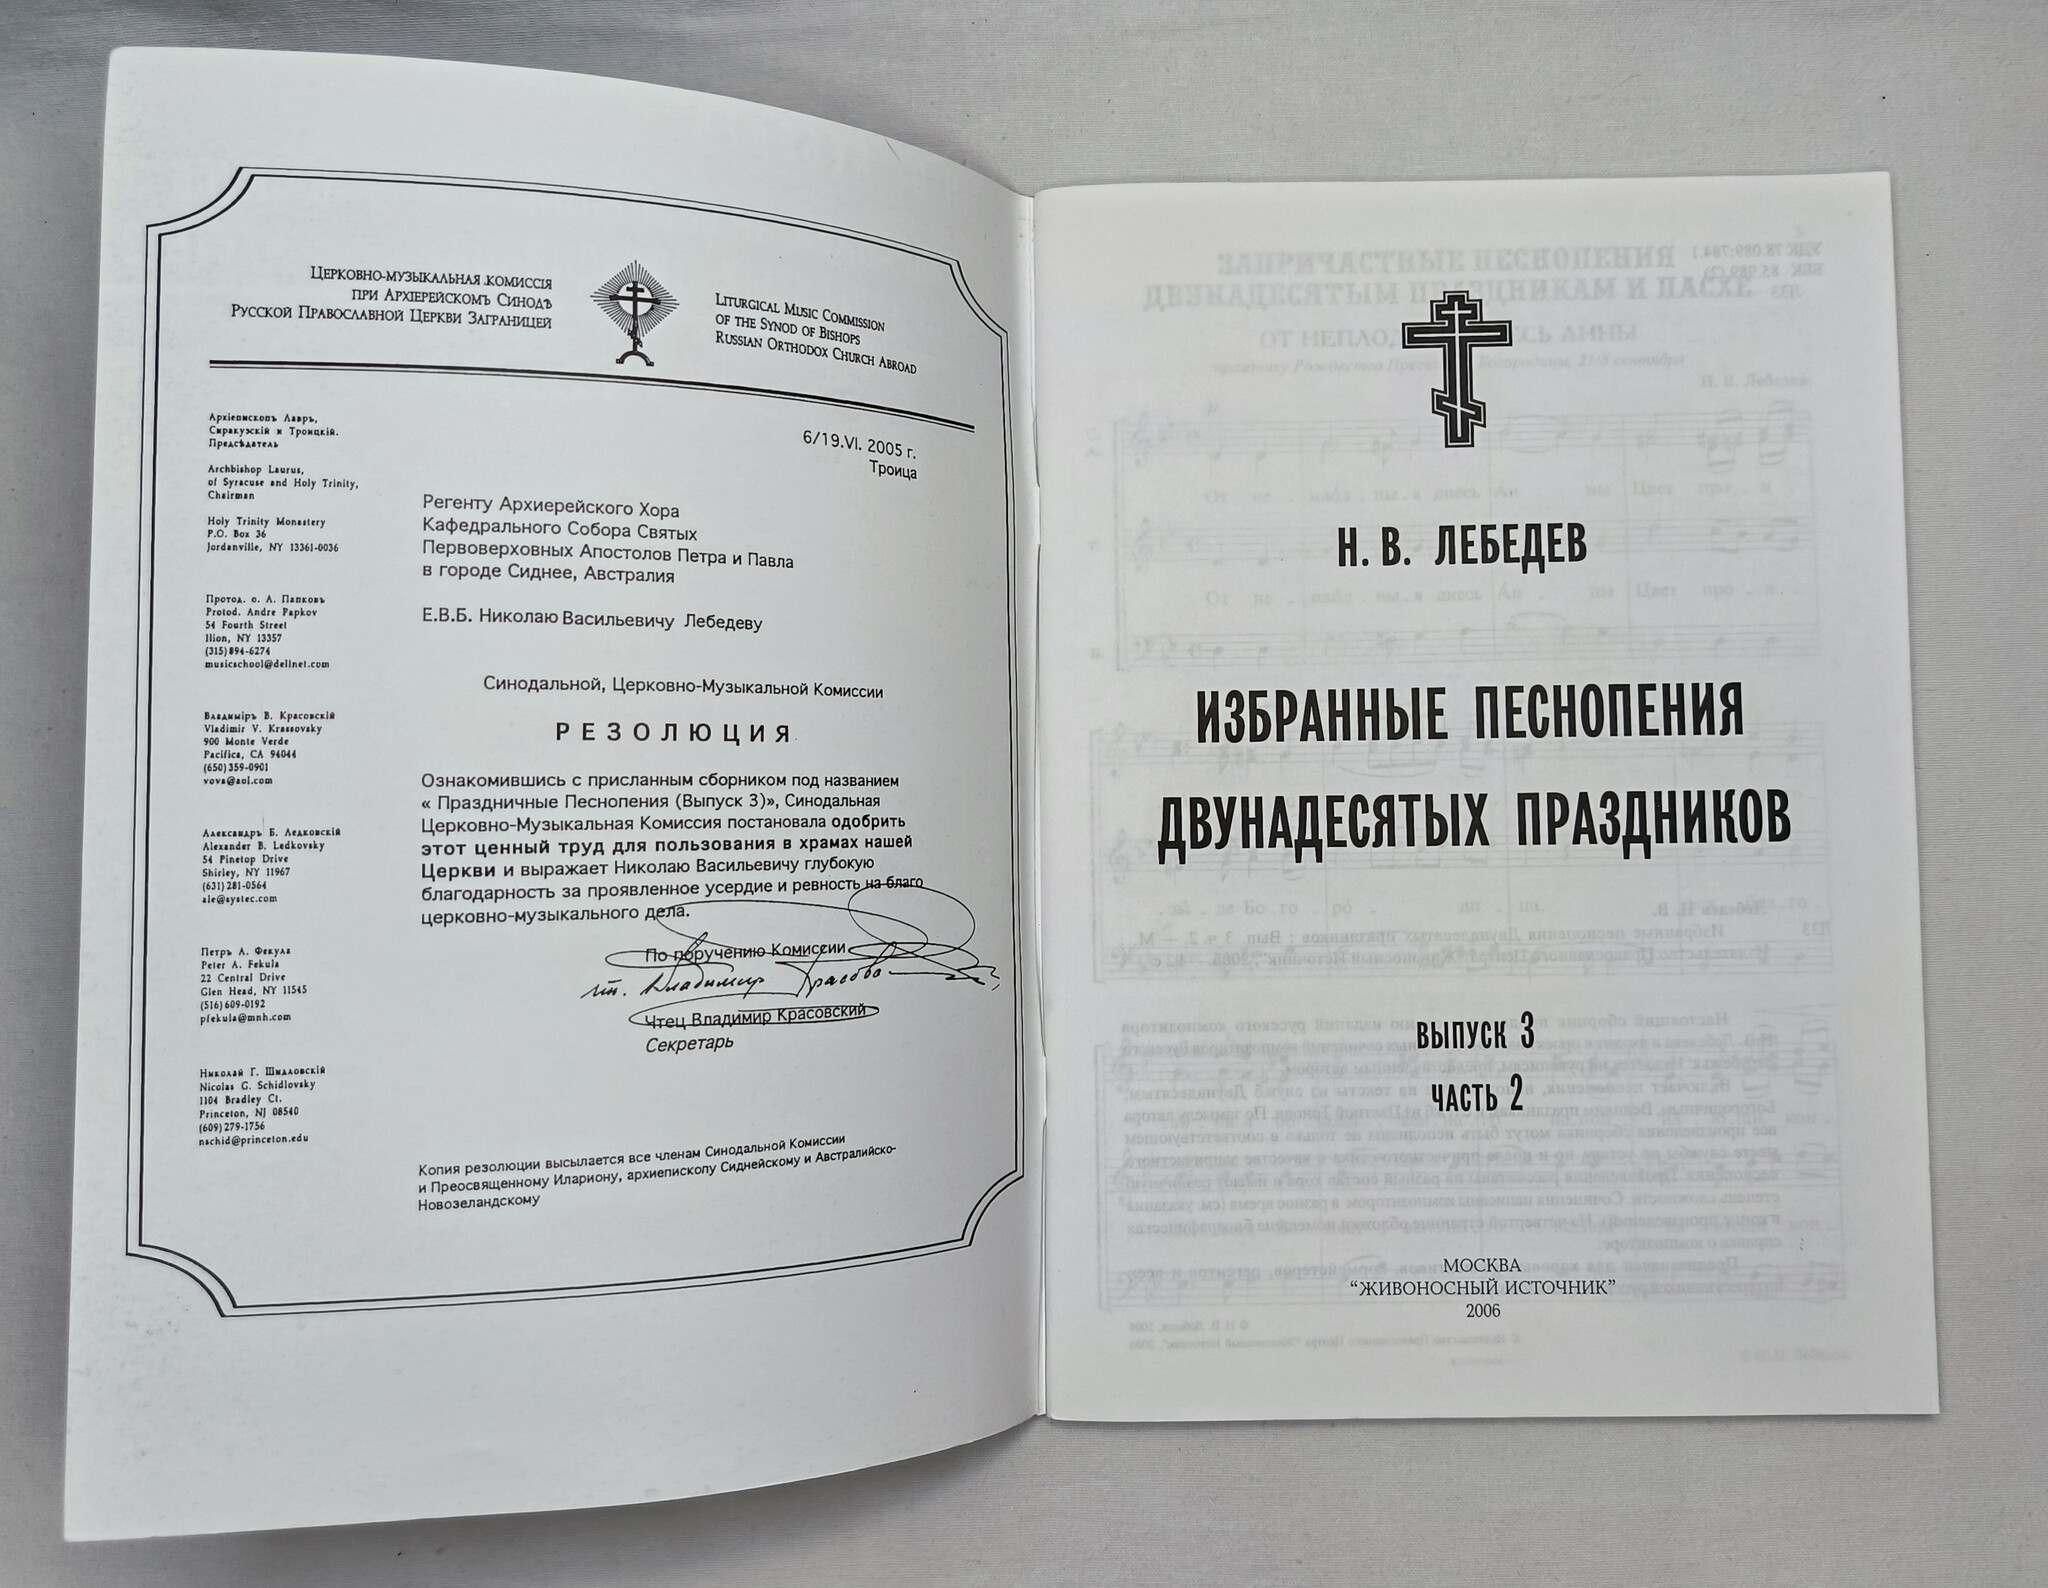 Церковно-музыкальная комиссія
при Архіерейскомъ Синодѣ
Русской Православной Церкви Заграницей
Liturgical Music Commission
of the Synod of Bishops
Russian Orthodox Church Abroad
Архіепископъ Лавръ,
Сиракузскій и Троицкій.
Предсѣдатель
Archbishop Laurus,
of Syracuse and Holy Trinity,
Chairman
Holy Trinity Monastery
P.O. Box 36
Jordanville, NY 13361-0036
Протод. о. А. Папковъ
Protod. Andre Papkov
54 Fourth Street
Ilion, NY 13357
(315)894-6274
musicschool@dellnet.com
Владиміръ В. Красовскій
Vladimir V. Krassovsky
900 Monte Verde
Pacifica, CA 94044
(650)359-0901
vova@aol.com
Александръ Б. Ледковскій
Alexander B. Ledkovsky
54 Pinetop Drive
Shirley, NY 11967
(631)281-0564
ale@systec.com
Петръ А. Фекула
Peter A. Fekula
22 Central Drive
Glen Head, NY 11545
(516)609-0192
pfekula@mnh.com
Николай Г. Шидловскій
Nicolas G. Schidlovsky
1104 Bradley Ct.
Princeton, NJ 08540
(609)279-1756
nschid@princeton.edu
6/19.VI. 2005 г.
Троица
Регенту Архиерейского Хора
Кафедрального Собора Святых
Первоверховных Апостолов Петра и Павла
в городе Сиднее, Австралия
Е.В.Б. Николаю Васильевичу Лебедеву
Синодальной, Церковно-Музыкальной Комиссии
РЕЗОЛЮЦИЯ
Ознакомившись с присланным сборником под названием
« Праздничные Песнопения (Выпуск 3)», Синодальная
Церковно-Музыкальная Комиссия постановала одобрить
этот ценный труд для пользования в храмах нашей
Церкви и выражает Николаю Васильевичу глубокую
благодарность за проявленное усердие и ревность на благо
церковно-музыкального дела.
По поручению Комиссии
чт. Владимир Красовский
Чтец Владимир Красовский
Секретарь
Копия резолюции высылается все членам Синодальной Комиссии
и Преосвященному Илариону, архиепископу Сиднейскому и Австралийско-
Новозеландскому
Н. В. ЛЕБЕДЕВ
ИЗБРАННЫЕ ПЕСНОПЕНИЯ
ДВУНАДЕСЯТЫХ ПРАЗДНИКОВ
ВЫПУСК 3
ЧАСТЬ 2
МОСКВА
“ЖИВОНОСНЫЙ ИСТОЧНИК”
2006